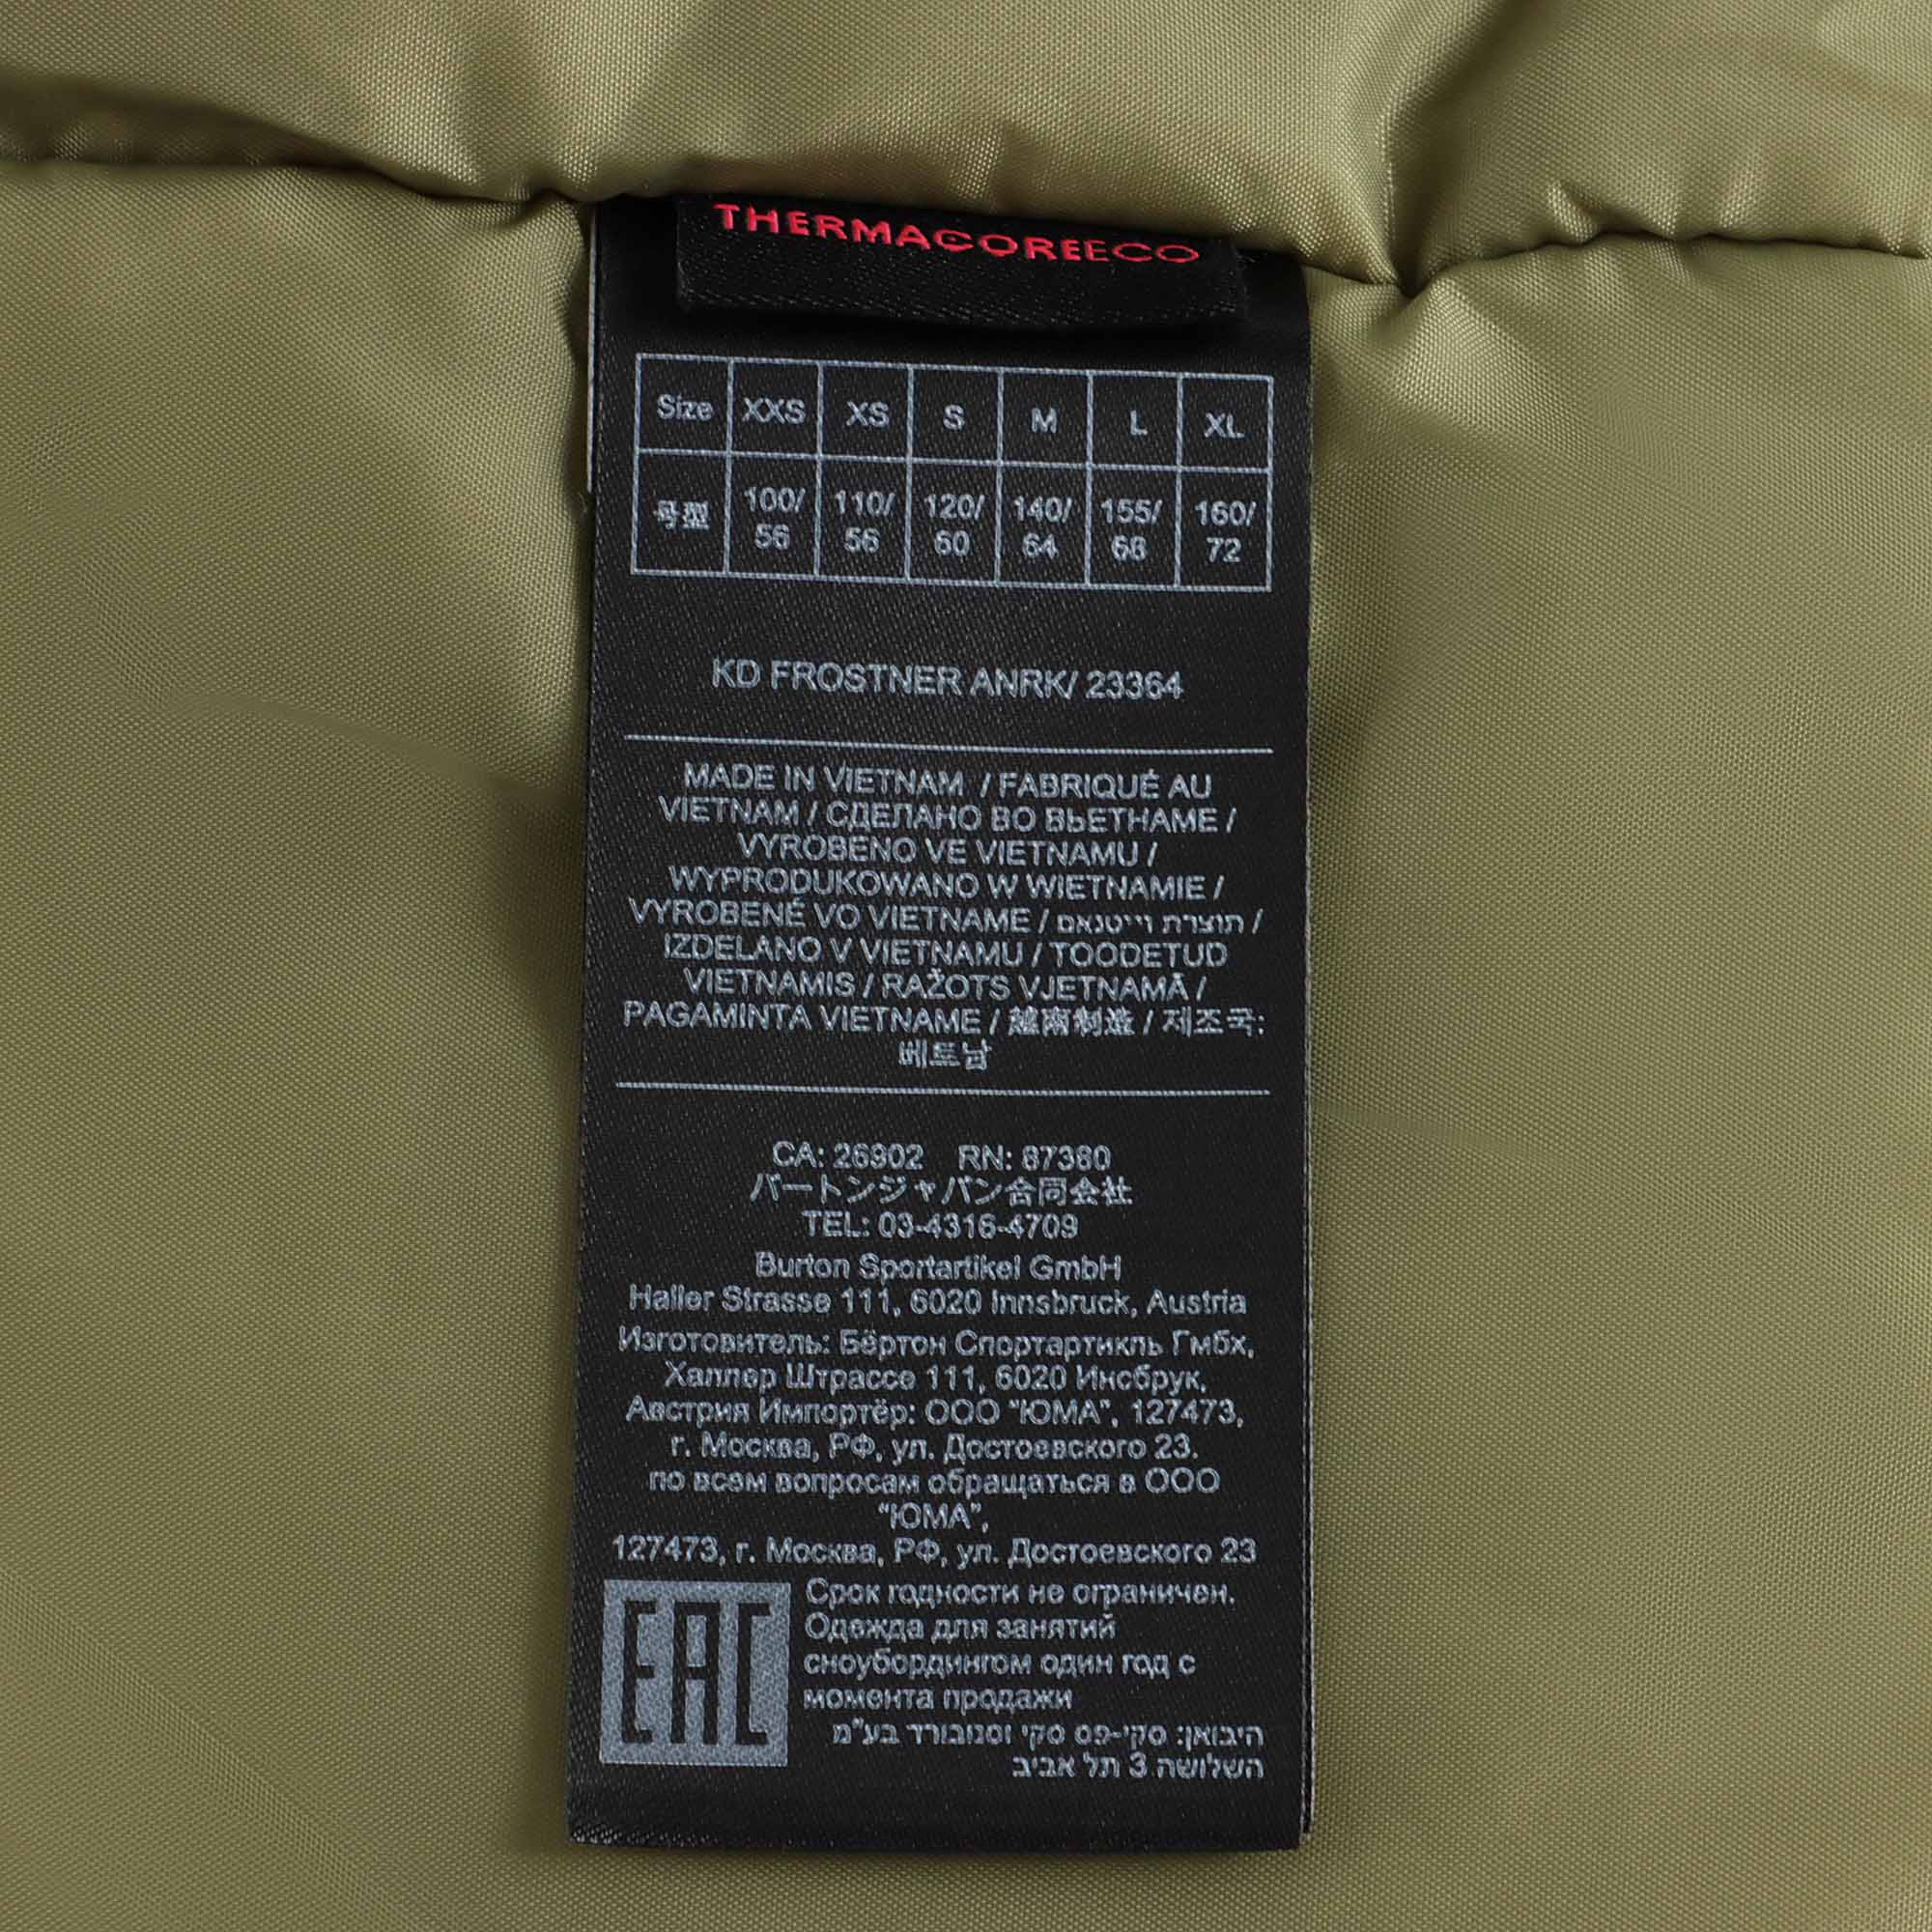 THERMACOREECO
Size XXS XS S M L XL
号型 100/56 110/56 120/60 140/64 155/68 160/72
KD FROSTNER ANRK/ 23364
MADE IN VIETNAM / FABRIQUÉ AU
VIETNAM / СДЕЛАНО ВО ВЬЕТНАМЕ /
VYROBENO VE VIETNAMU /
WYPRODUKOWANO W WIETNAMIE /
VYROBENÉ VO VIETNAME / תוצרת וייטנאם /
IZDELANO V VIETNAMU / TOODETUD
VIETNAMIS / RAŽOTS VJETNAMĀ /
PAGAMINTA VIETNAME / 越南制造 / 제조국:
베트남
CA: 26902 RN: 87380
バートンジャパン合同会社
TEL: 03-4316-4709
Burton Sportartikel GmbH
Haller Strasse 111, 6020 Innsbruck, Austria
Изготовитель: Бёртон Спортартикль Гмбх,
Халлер Штрассе 111, 6020 Инсбрук,
Австрия Импортёр: ООО "ЮМА", 127473,
г. Москва, РФ, ул. Достоевского 23.
по всем вопросам обращаться в ООО
"ЮМА",
127473, г. Москва, РФ, ул. Достоевского 23
EAC
Срок годности не ограничен.
Одежда для занятий
сноубордингом один год с
момента продажи
היבואן: סקי-פס סקי וסנובורד בע"מ
השלושה 3 תל אביב